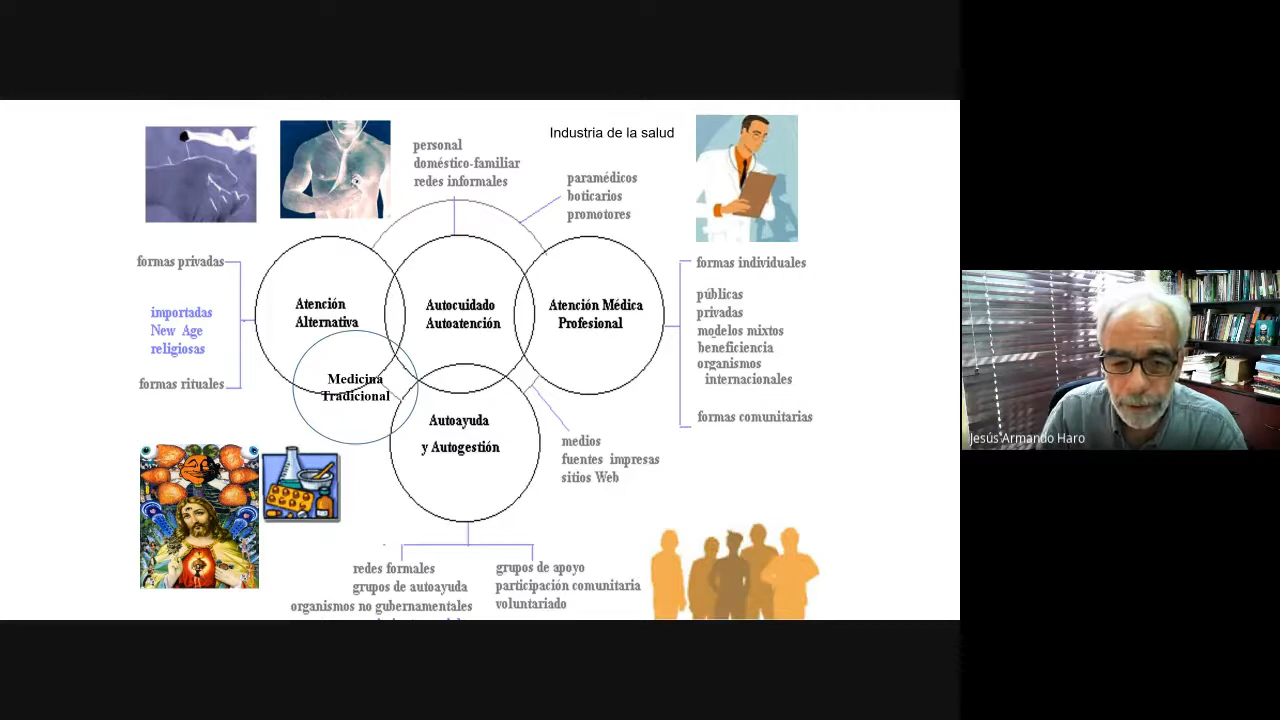 Industria de la salud
personal
doméstico-familiar
redes informales
paramédicos
boticarios
promotores
formas privadas
importadas
New Age
religiosas
formas rituales
Atención
Alternativa
Autocuidado
Autoatención
Atención Médica
Profesional
Medicina
Tradicional
Autoayuda
y Autogestión
formas individuales
públicas
privadas
modelos mixtos
beneficiencia
organismos
internacionales
formas comunitarias
medios
fuentes impresas
sitios Web
redes formales
grupos de autoayuda
organismos no gubernamentales
grupos de apoyo
participación comunitaria
voluntariado
Jesús Armando Haro